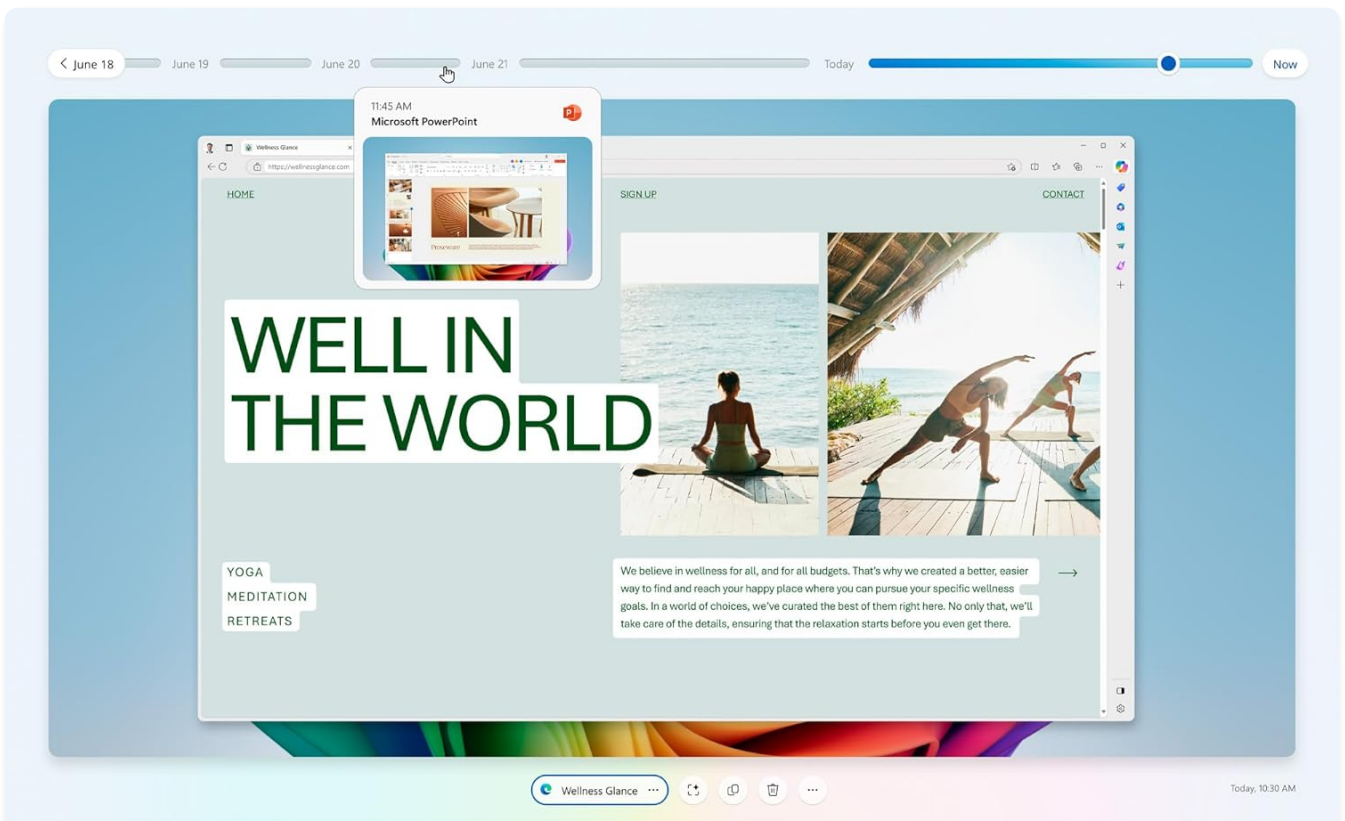 June 18
June 19
June 20
June 21
Today
Now
11:45 AM
Microsoft PowerPoint
Wellness Glance
https://wellnessglance.com
HOME
SIGN UP
CONTACT
Proseware
WELL IN
THE WORLD
YOGA
MEDITATION
RETREATS
We believe in wellness for all, and for all budgets. That's why we created a better, easier
way to find and reach your happy place where you can pursue your specific wellness
goals. In a world of choices, we've curated the best of them right here. No only that, we'll
take care of the details, ensuring that the relaxation starts before you even get there.
Wellness Glance
Today, 10:30 AM